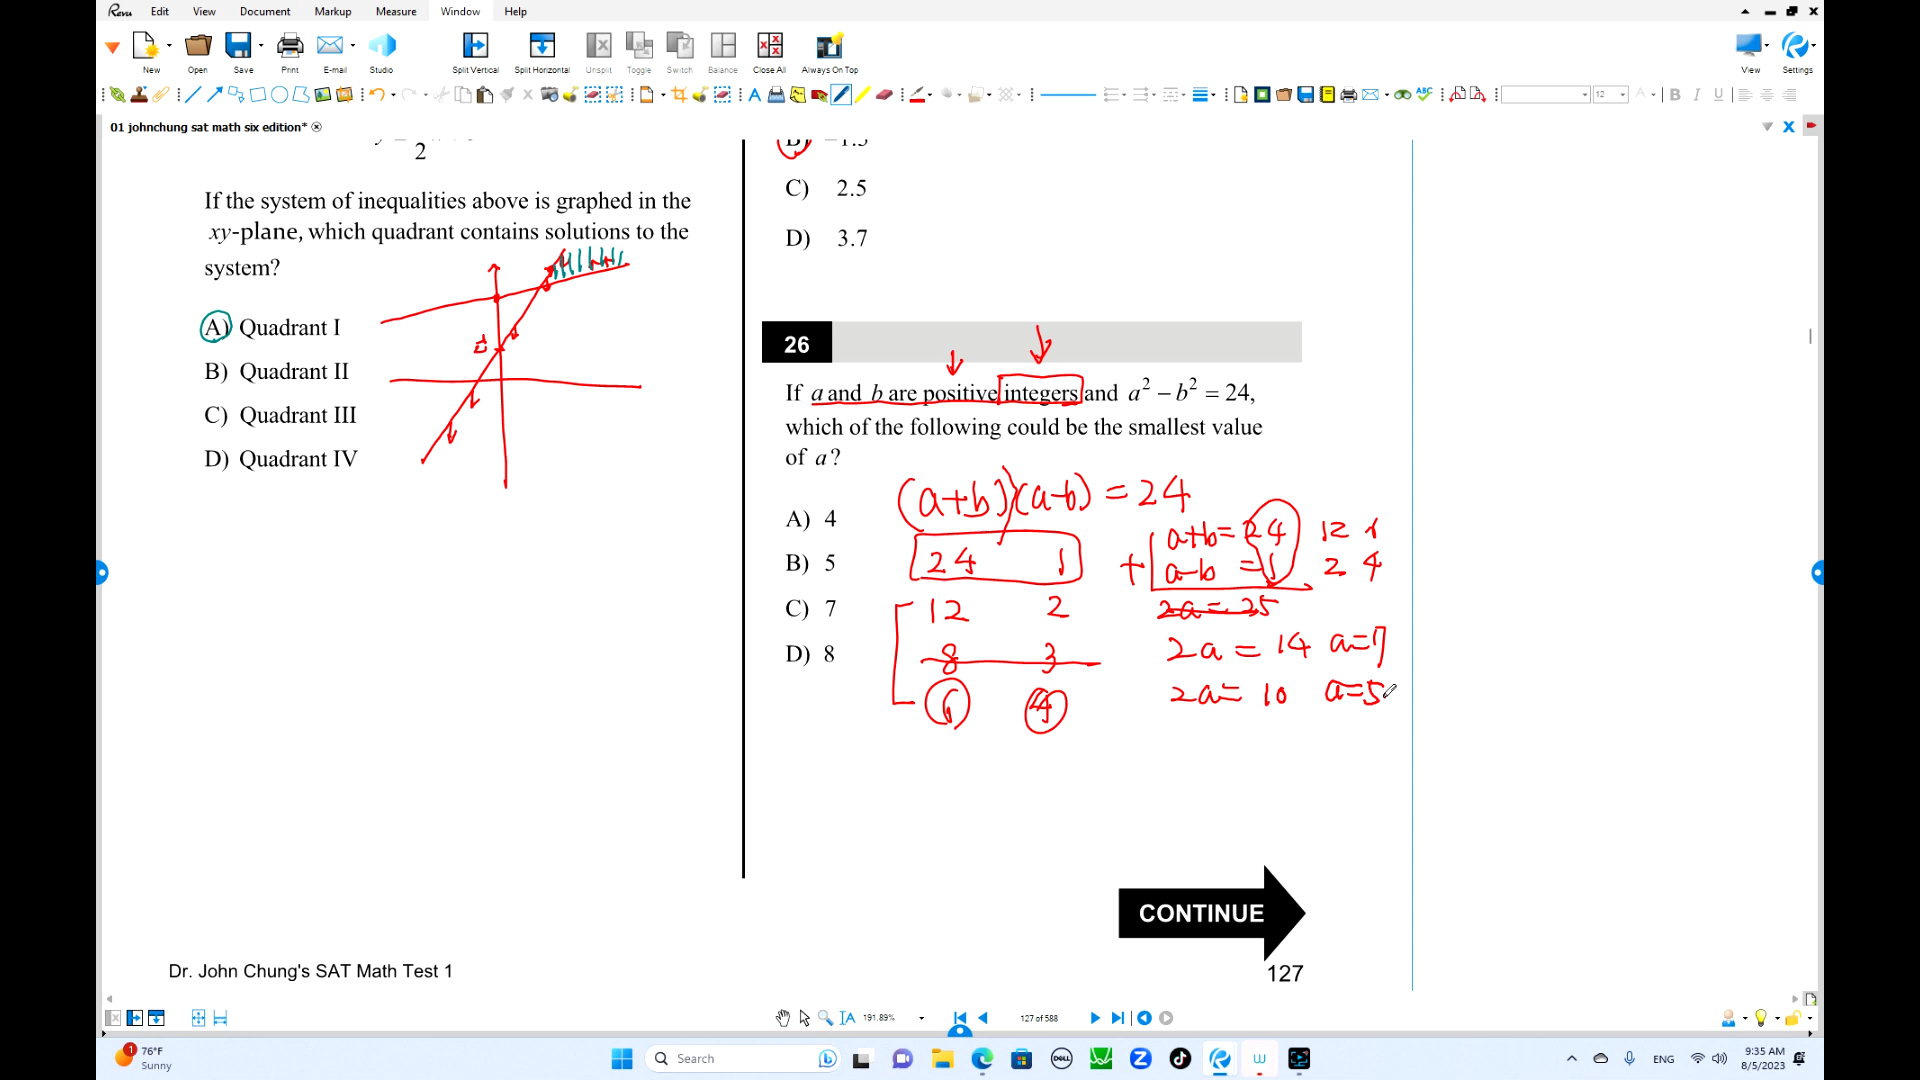 Revu Edit View Document Markup Measure Window Help
New Open Save Print E-mail Studio Split Vertical Split Horizontal Unsplit Toggle Switch Balance Close All Always On Top View Settings
12
01 johnchung sat math six edition*
2
If the system of inequalities above is graphed in the
xy-plane, which quadrant contains solutions to the
system?
A) Quadrant I
B) Quadrant II
C) Quadrant III
D) Quadrant IV
C) 2.5
D) 3.7
26
If a and b are positive integers and a² − b² = 24,
which of the following could be the smallest value
of a?
A) 4
B) 5
C) 7
D) 8
(a+b)(a-b) = 24
24 1
12 2
8 3
6 4
a+b = 24 12
+ a-b = 1 2 4
2a = 25
2a = 14 a=7
2a = 10 a=5
CONTINUE
Dr. John Chung's SAT Math Test 1
127
191.89% 127 of 588
1 76°F
Sunny
Search
DELL
ENG
9:35 AM
8/5/2023